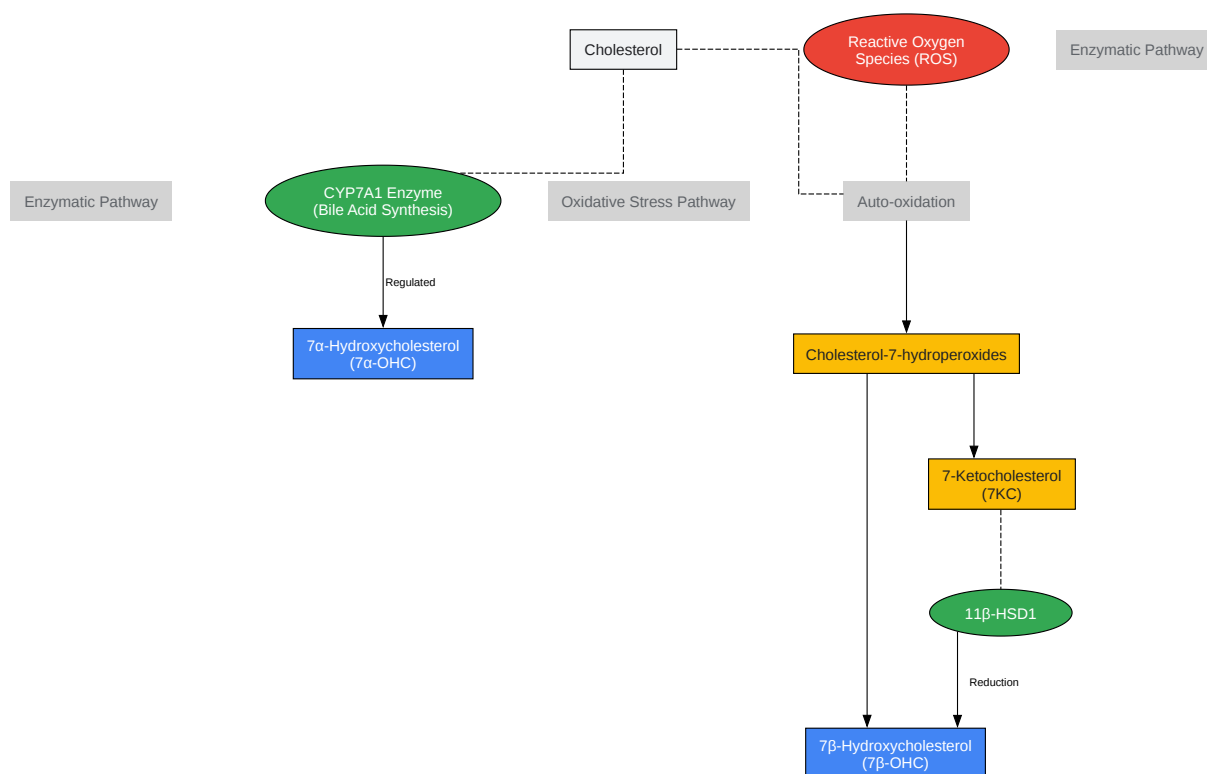 Cholesterol
Reactive Oxygen
Species (ROS)
Enzymatic Pathway
Enzymatic Pathway
CYP7A1 Enzyme
(Bile Acid Synthesis)
Oxidative Stress Pathway
Auto-oxidation
Regulated
7α-Hydroxycholesterol
(7α-OHC)
Cholesterol-7-hydroperoxides
7-Ketocholesterol
(7KC)
11β-HSD1
Reduction
7β-Hydroxycholesterol
(7β-OHC)